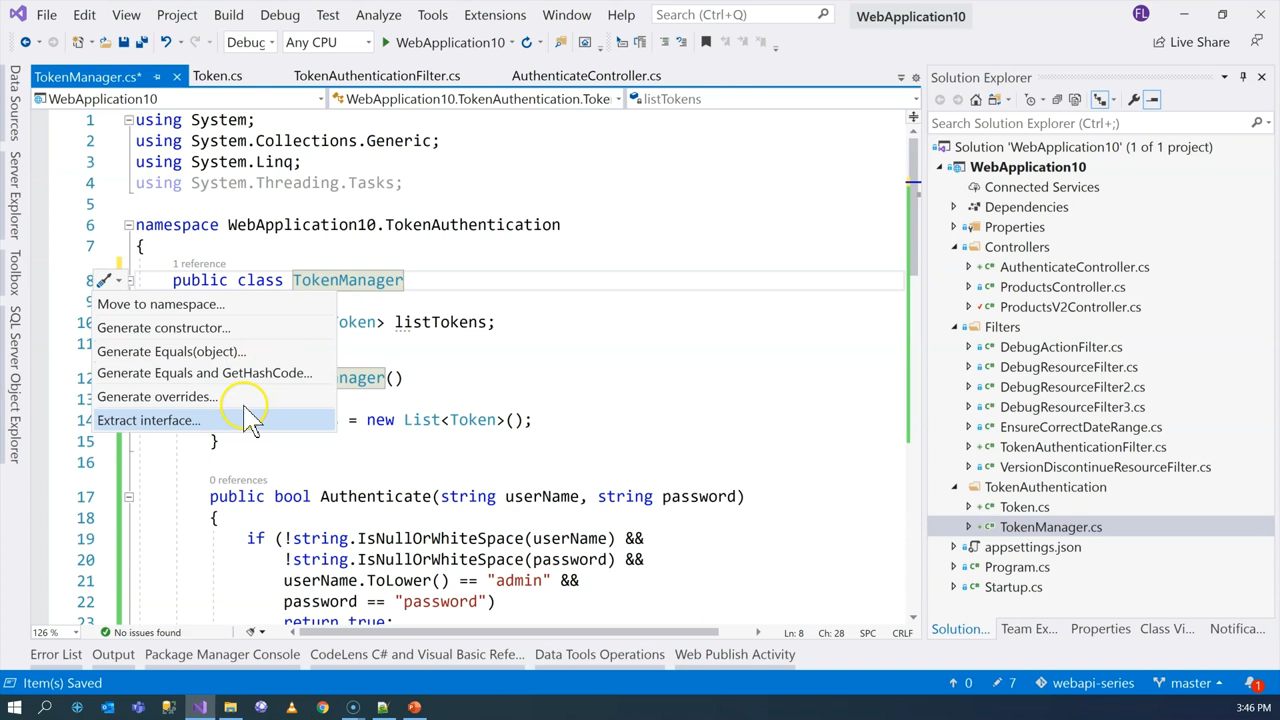 File Edit View Project Build Debug Test Analyze Tools Extensions Window Help Search (Ctrl+Q) WebApplication10 FL
Debug Any CPU WebApplication10 Live Share
TokenManager.cs* Token.cs TokenAuthenticationFilter.cs AuthenticateController.cs
WebApplication10 WebApplication10.TokenAuthentication.Toke listTokens
Data Sources
Server Explorer
Toolbox
SQL Server Object Explorer
1 using System;
2 using System.Collections.Generic;
3 using System.Linq;
4 using System.Threading.Tasks;
5
6 namespace WebApplication10.TokenAuthentication
7 {
1 reference
8 public class TokenManager
Move to namespace...
Generate constructor...
Generate Equals(object)...
Generate Equals and GetHashCode...
Generate overrides...
Extract interface...
10 oken> listTokens;
12 anager()
14 = new List<Token>();
15 }
16
0 references
17 public bool Authenticate(string userName, string password)
18 {
19 if (!string.IsNullOrWhiteSpace(userName) &&
20 !string.IsNullOrWhiteSpace(password) &&
21 userName.ToLower() == "admin" &&
22 password == "password")
23 return true;
126 % No issues found Ln: 8 Ch: 28 SPC CRLF
Solution Explorer
Search Solution Explorer (Ctrl+;)
Solution 'WebApplication10' (1 of 1 project)
WebApplication10
Connected Services
Dependencies
Properties
Controllers
AuthenticateController.cs
ProductsController.cs
ProductsV2Controller.cs
Filters
DebugActionFilter.cs
DebugResourceFilter.cs
DebugResourceFilter2.cs
DebugResourceFilter3.cs
EnsureCorrectDateRange.cs
TokenAuthenticationFilter.cs
VersionDiscontinueResourceFilter.cs
TokenAuthentication
Token.cs
TokenManager.cs
appsettings.json
Program.cs
Startup.cs
Solution... Team Ex... Properties Class Vi... Notifica...
Error List Output Package Manager Console CodeLens C# and Visual Basic Refe... Data Tools Operations Web Publish Activity
Item(s) Saved 0 7 webapi-series master 1
3:46 PM